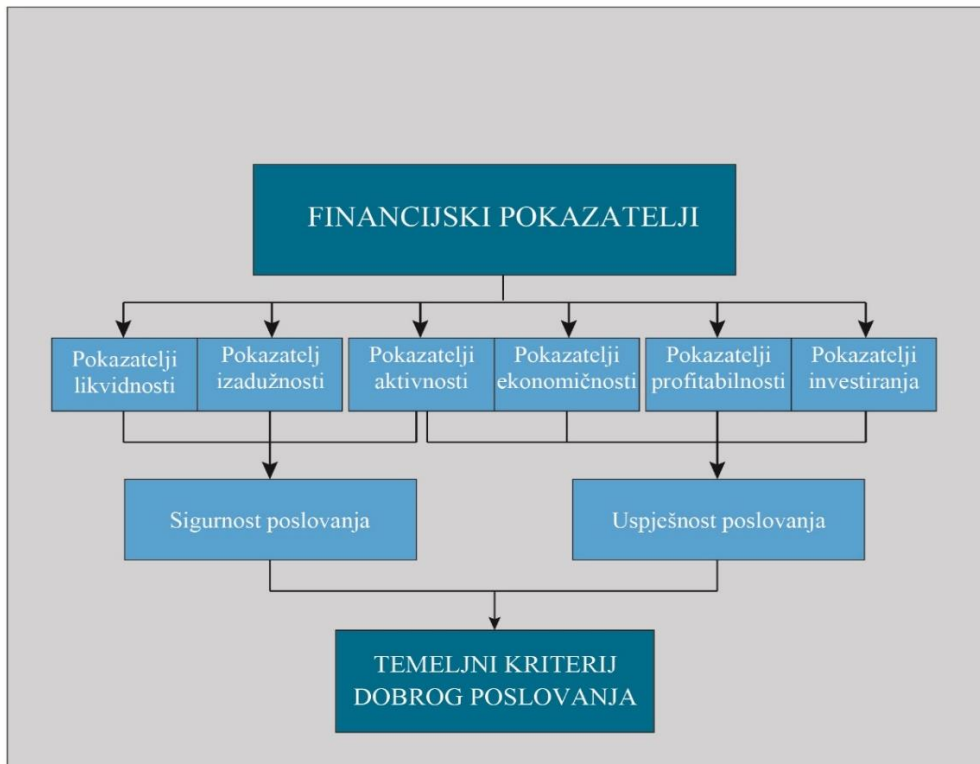 FINANCIJSKI POKAZATELJI
Pokazatelji
likvidnosti
Pokazatelj
izadužnosti
Pokazatelji
aktivnosti
Pokazatelji
ekonomičnosti
Pokazatelji
profitabilnosti
Pokazatelji
investiranja
Sigurnost poslovanja
Uspješnost poslovanja
TEMELJNI KRITERIJ
DOBROG POSLOVANJA